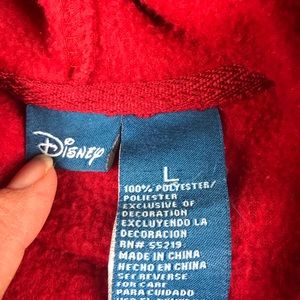 Disney
L
100% POLYESTER/
POLIESTER
EXCLUSIVE OF
DECORATION
EXCLUYENDO LA
DECORACION
RN# 55219
MADE IN CHINA
HECHO EN CHINA
SEE REVERSE
FOR CARE
PARA CUIDADO